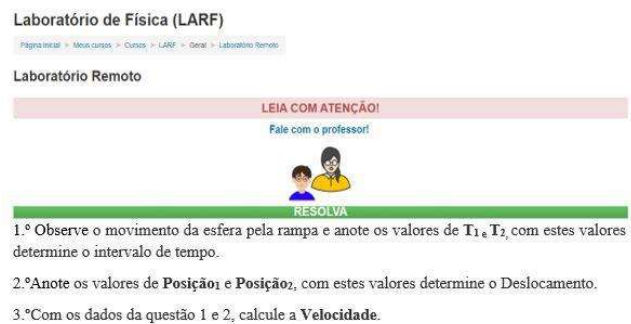 Laboratório de Física (LARF)
Página inicial > Meus cursos > Cursos > LARF > Geral > Laboratório Remoto
Laboratório Remoto
LEIA COM ATENÇÃO!
Fale com o professor!
RESOLVA
1.º Observe o movimento da esfera pela rampa e anote os valores de T₁ e T₂, com estes valores
determine o intervalo de tempo.
2.ºAnote os valores de Posição₁ e Posição₂, com estes valores determine o Deslocamento.
3.ºCom os dados da questão 1 e 2, calcule a Velocidade.